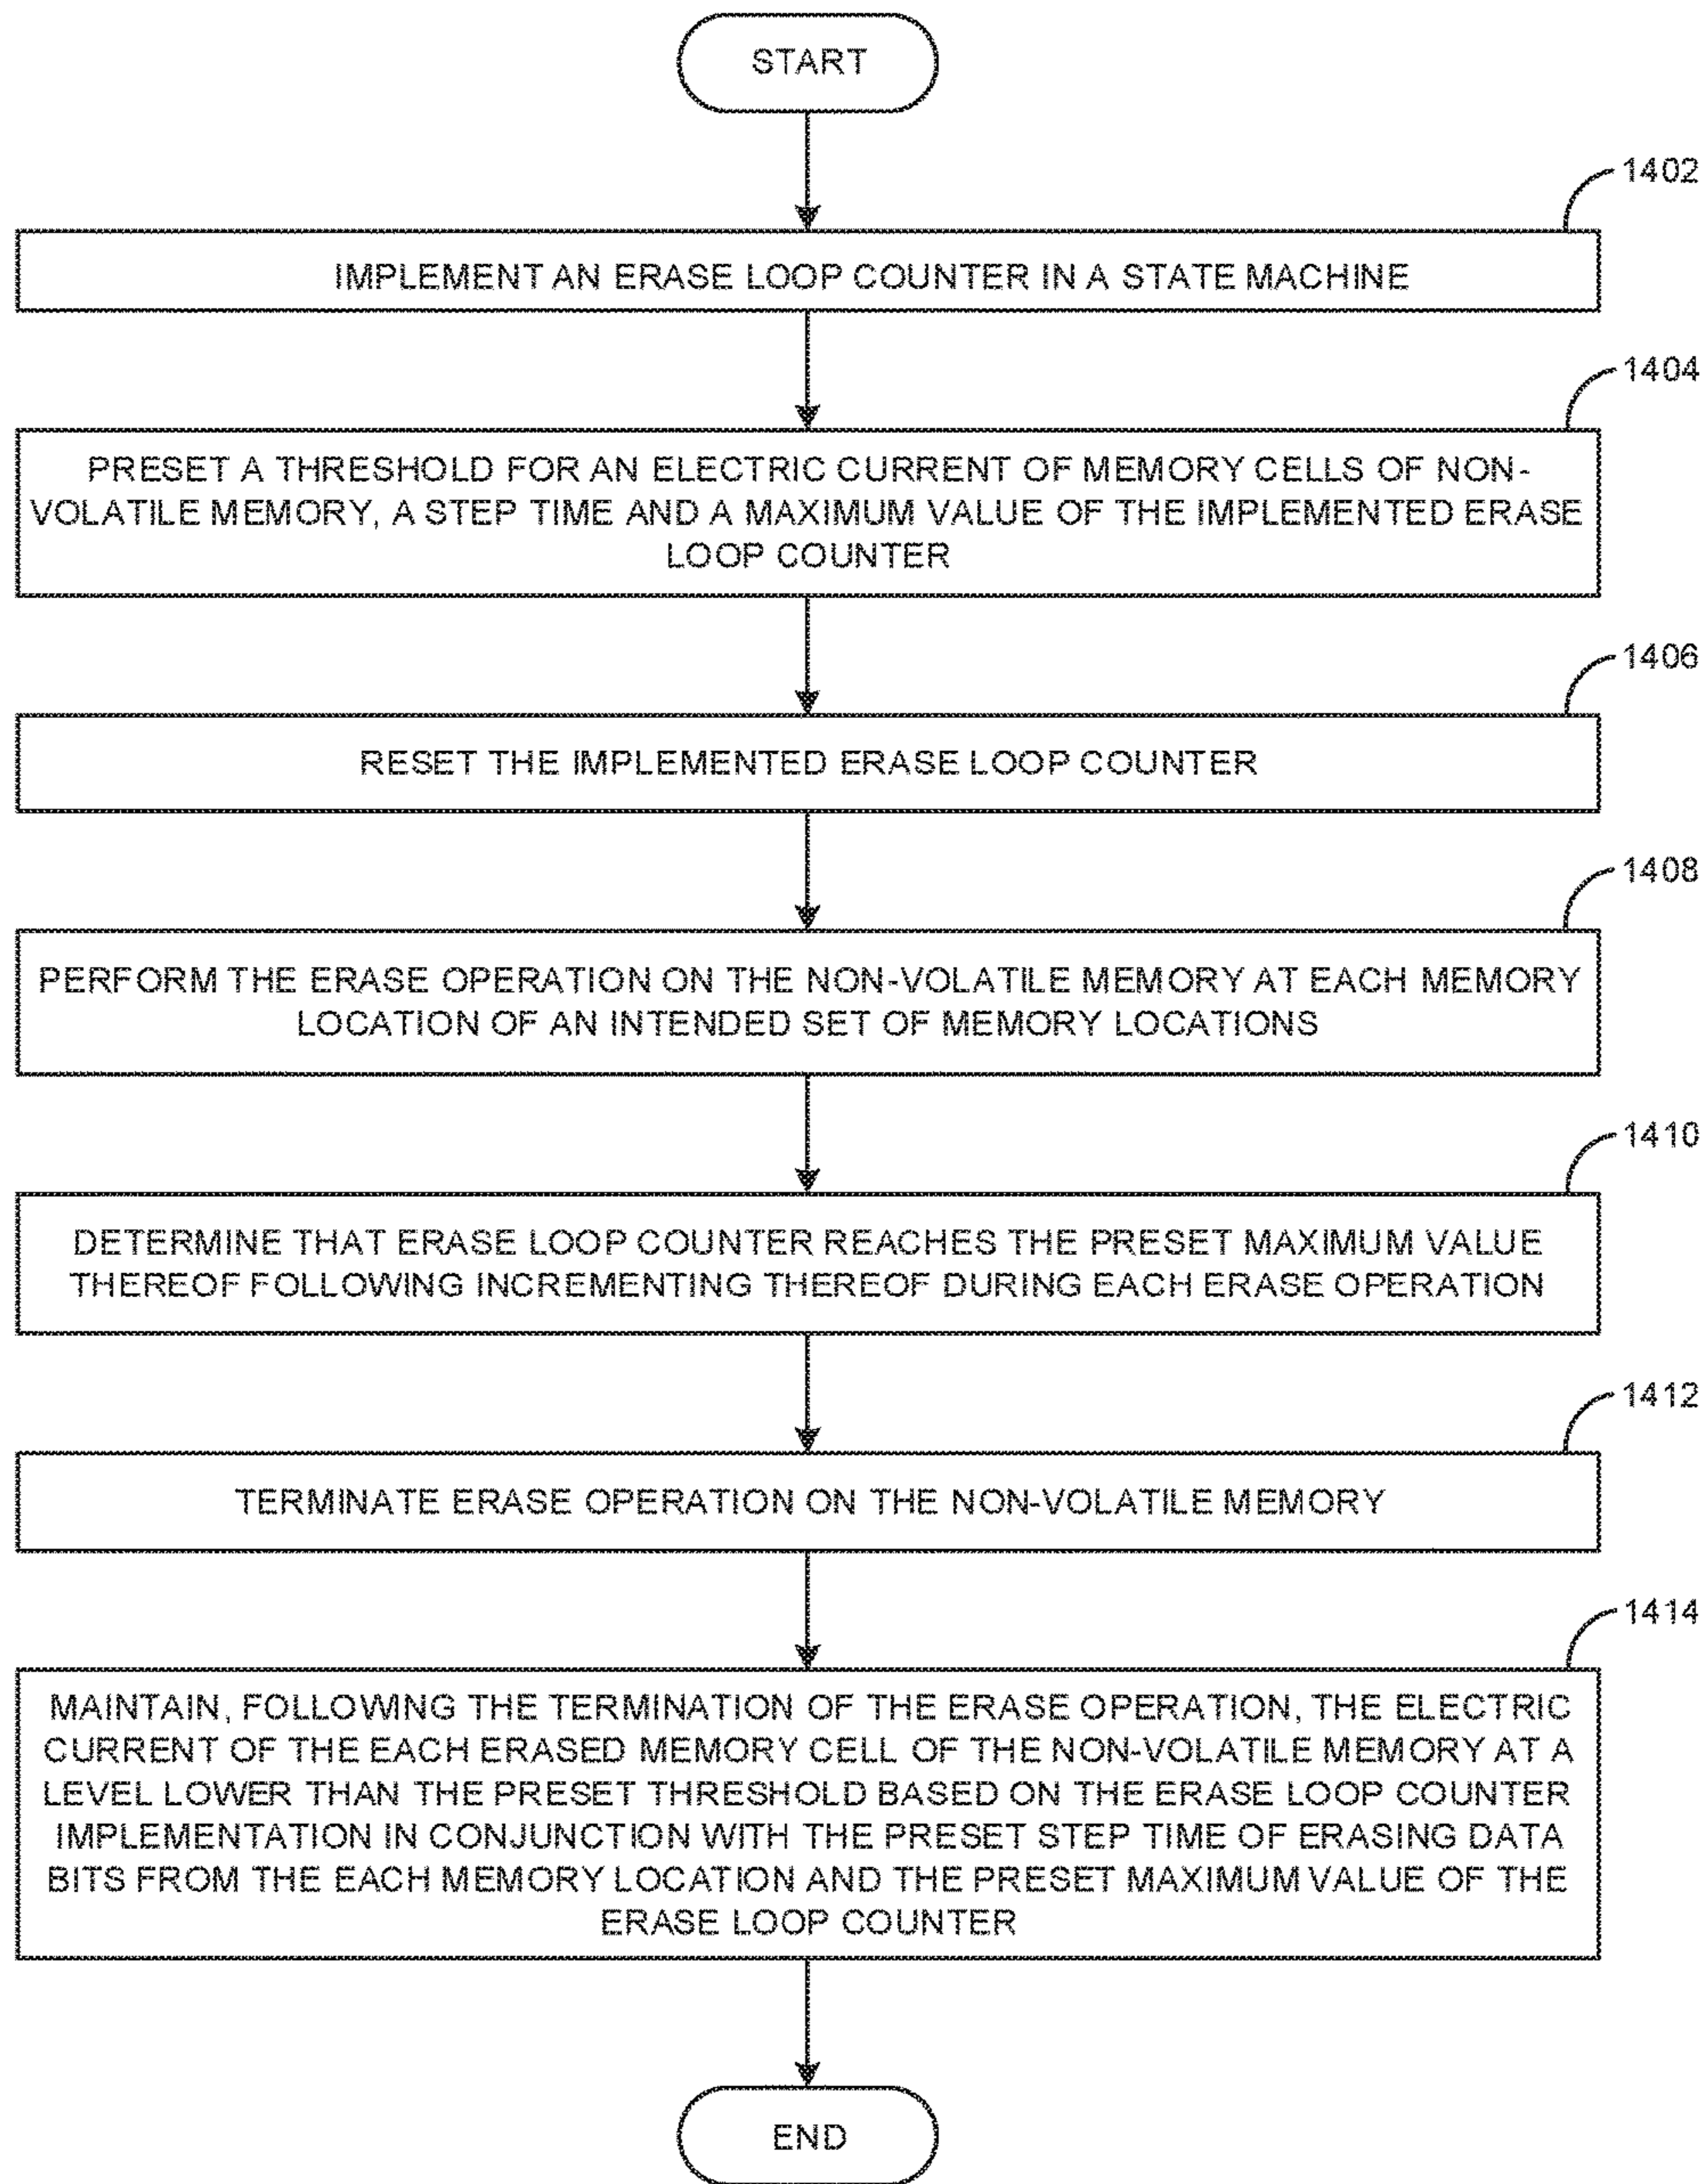 START
1402
IMPLEMENT AN ERASE LOOP COUNTER IN A STATE MACHINE
1404
PRESET A THRESHOLD FOR AN ELECTRIC CURRENT OF MEMORY CELLS OF NON-
VOLATILE MEMORY, A STEP TIME AND A MAXIMUM VALUE OF THE IMPLEMENTED ERASE
LOOP COUNTER
1406
RESET THE IMPLEMENTED ERASE LOOP COUNTER
1408
PERFORM THE ERASE OPERATION ON THE NON-VOLATILE MEMORY AT EACH MEMORY
LOCATION OF AN INTENDED SET OF MEMORY LOCATIONS
1410
DETERMINE THAT ERASE LOOP COUNTER REACHES THE PRESET MAXIMUM VALUE
THEREOF FOLLOWING INCREMENTING THEREOF DURING EACH ERASE OPERATION
1412
TERMINATE ERASE OPERATION ON THE NON-VOLATILE MEMORY
1414
MAINTAIN, FOLLOWING THE TERMINATION OF THE ERASE OPERATION, THE ELECTRIC
CURRENT OF THE EACH ERASED MEMORY CELL OF THE NON-VOLATILE MEMORY AT A
LEVEL LOWER THAN THE PRESET THRESHOLD BASED ON THE ERASE LOOP COUNTER
IMPLEMENTATION IN CONJUNCTION WITH THE PRESET STEP TIME OF ERASING DATA
BITS FROM THE EACH MEMORY LOCATION AND THE PRESET MAXIMUM VALUE OF THE
ERASE LOOP COUNTER
END